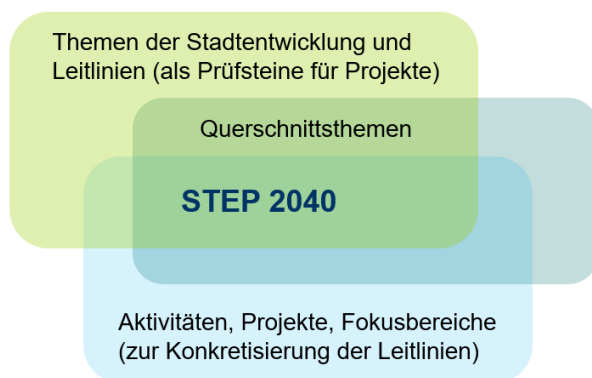 Themen der Stadtentwicklung und
Leitlinien (als Prüfsteine für Projekte)
Querschnittsthemen
STEP 2040
Aktivitäten, Projekte, Fokusbereiche
(zur Konkretisierung der Leitlinien)